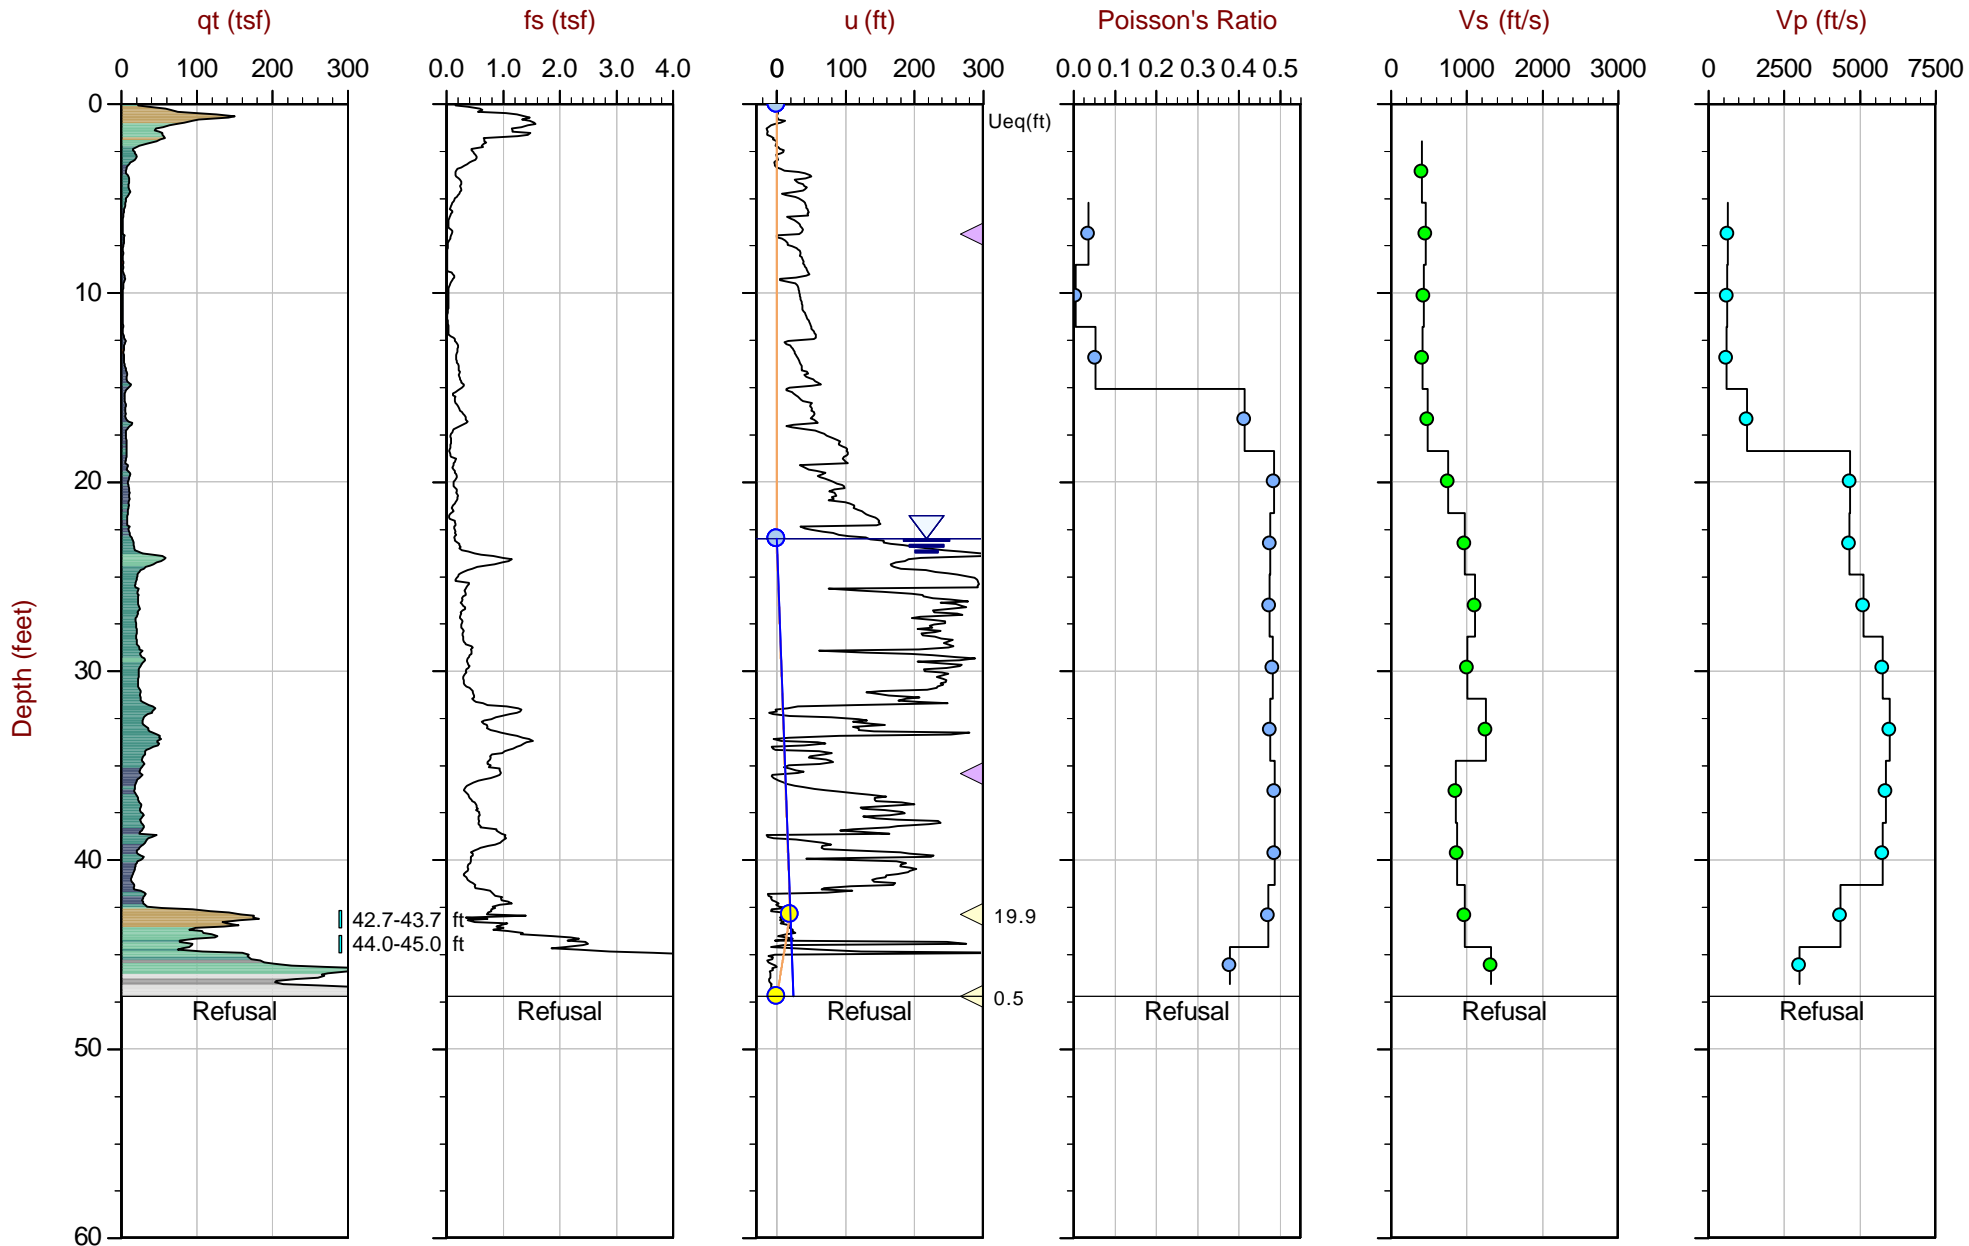 qt (tsf) fs (tsf) u (ft) Poisson's Ratio Vs (ft/s) Vp (ft/s)
0 100 200 300 0.0 1.0 2.0 3.0 4.0 0 100 200 300 0.0 0.1 0.2 0.3 0.4 0.5 0 1000 2000 3000 0 2500 5000 7500
0
Ueq(ft)
10
20
30
Depth (feet)
40
42.7-43.7 ft 19.9
44.0-45.0 ft
0.5
Refusal Refusal Refusal Refusal Refusal Refusal
50
60